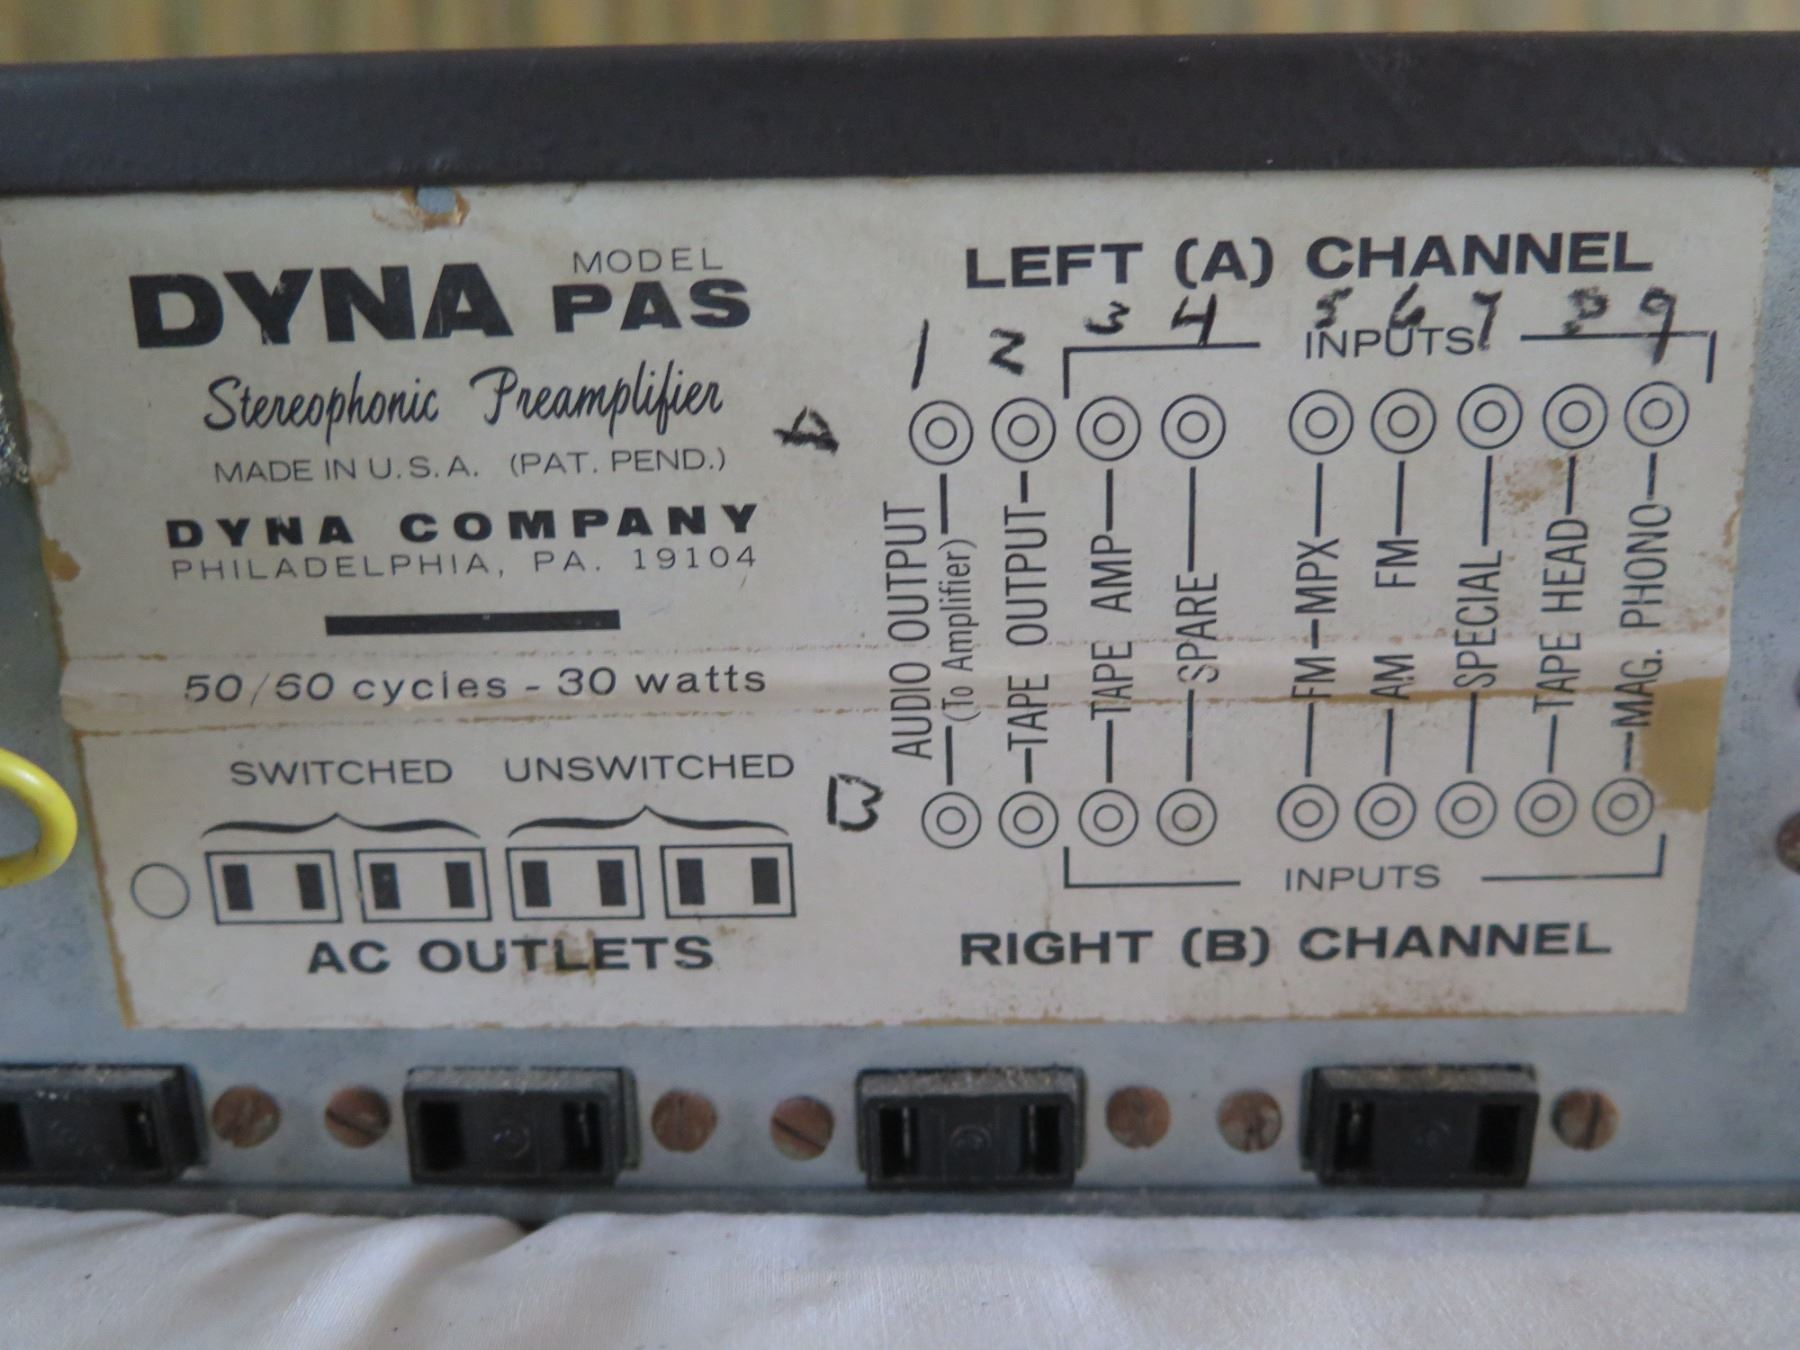 DYNA MODEL PAS
Stereophonic Preamplifier
MADE IN U.S.A. (PAT. PEND.)
DYNA COMPANY
PHILADELPHIA, PA. 19104
50/60 cycles - 30 watts
SWITCHED UNSWITCHED
AC OUTLETS
LEFT (A) CHANNEL
1 2 3 4 5 6 7 8 9
INPUTS
A
AUDIO OUTPUT
(To Amplifier)
TAPE OUTPUT
TAPE AMP
SPARE
FM-MPX
AM FM
SPECIAL
TAPE HEAD
MAG. PHONO
B
INPUTS
RIGHT (B) CHANNEL